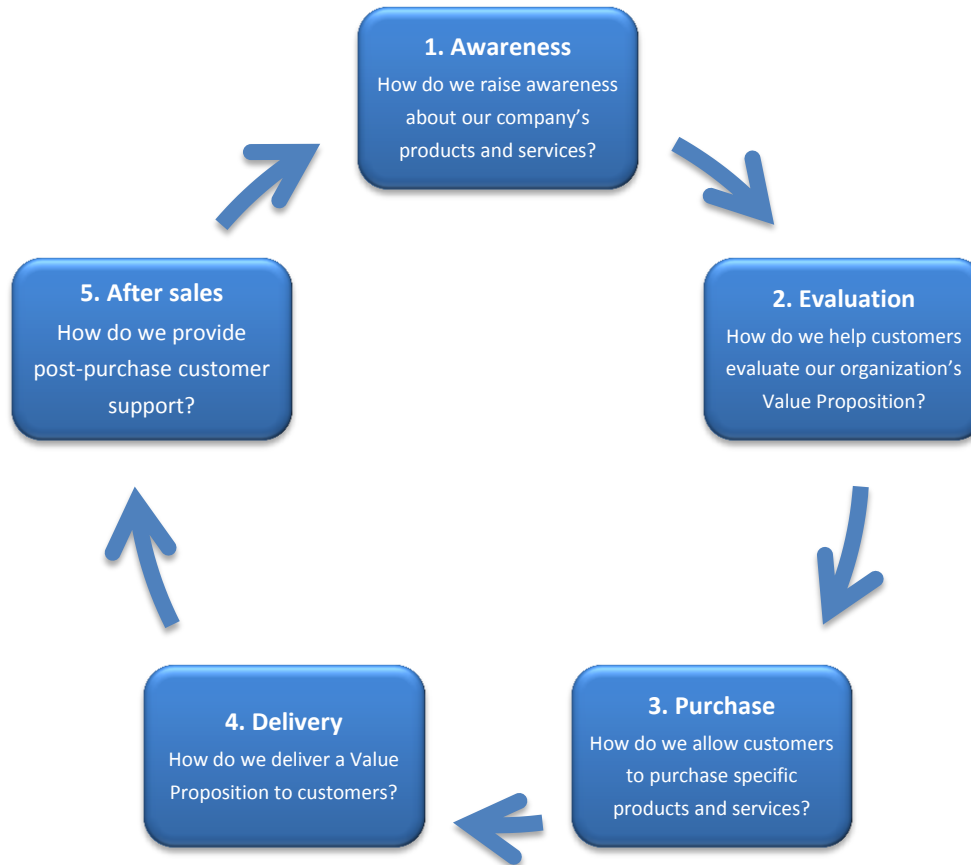 1. Awareness
How do we raise awareness
about our company’s
products and services?
2. Evaluation
How do we help customers
evaluate our organization’s
Value Proposition?
3. Purchase
How do we allow customers
to purchase specific
products and services?
4. Delivery
How do we deliver a Value
Proposition to customers?
5. After sales
How do we provide
post-purchase customer
support?